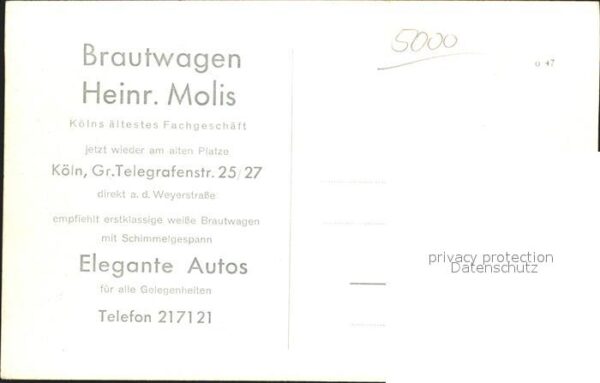 Brautwagen
Heinr. Molis
Kölns ältestes Fachgeschäft
jetzt wieder am alten Platze
Köln, Gr.Telegrafenstr. 25/27
direkt a. d. Weyerstraße
empfiehlt erstklassige weiße Brautwagen
mit Schimmelgespann
Elegante Autos
für alle Gelegenheiten
Telefon 217121
5000
G 47
privacy protection
Datenschutz